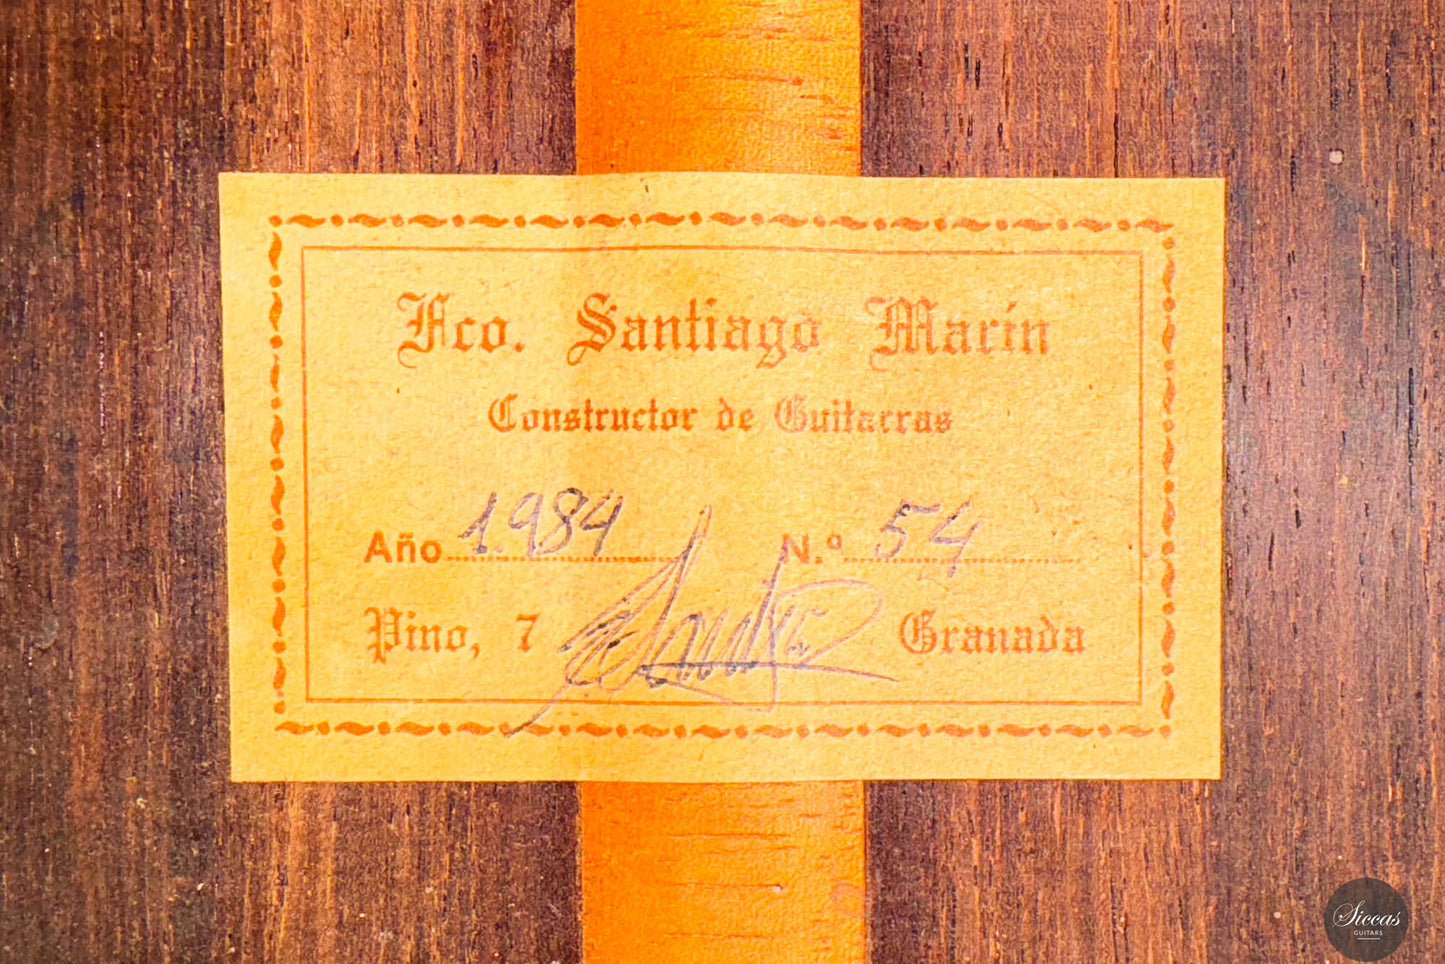 Fco. Santiago Marín
Constructor de Guitarras
Año 1.984 N.º 54
Pino, 7 Granada
Siccas
GUITARS